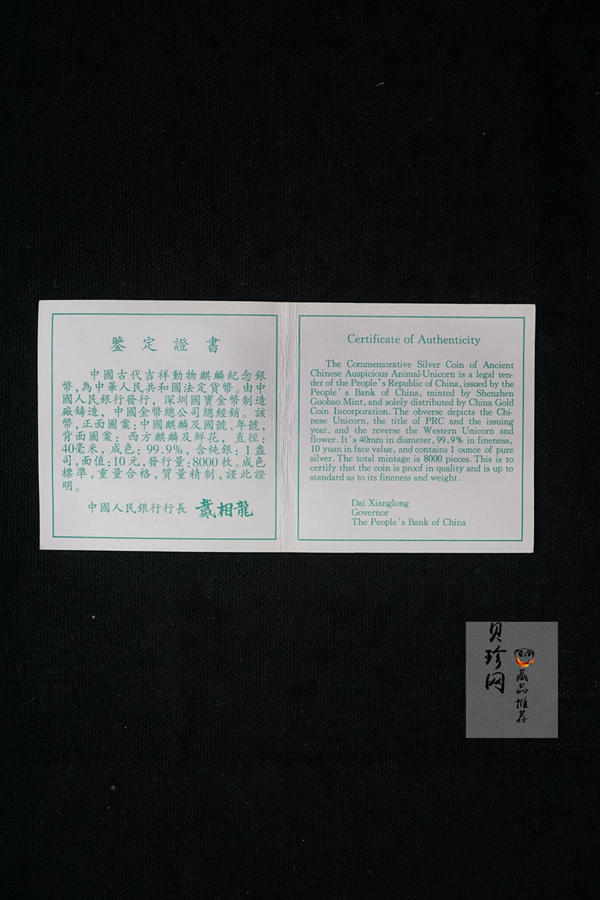 鑒定證書
中國古代吉祥動物麒麟紀念銀
幣，為中華人民共和國法定貨幣。由中
國人民銀行發行，深圳國寶金幣制造
廠鑄造，中國金幣總公司總經銷。該
幣，正面圖案：中國麒麟及國號、年號，
背面圖案：西方麒麟及鮮花，直徑：
40毫米，成色：99.9%，含純銀：1盎
司，面值：10元，發行量：8000枚。成色
標準，重量合格，質量精制，謹此證
明。
中國人民銀行行長 戴相龍
Certificate of Authenticity
The Commemorative Silver Coin of Ancient
Chinese Auspicious Animal-Unicorn is a legal ten-
der of the People's Republic of China, issued by the
People's Bank of China, minted by Shenzhen
Guobao Mint, and solely distributed by China Gold
Coin Incorporation. The obverse depicts the Chi-
nese Unicorn, the title of PRC and the issuing
year, and the reverse the Western Unicorn and
flower. It's 40mm in diameter, 99.9% in fineness,
10 yuan in face value, and contains 1 ounce of pure
silver. The total mintage is 8000 pieces. This is to
certify that the coin is proof in quality and is up to
standard as to its fineness and weight.
Dai Xianglong
Governor
The People's Bank of China
贝珍网
藏品推荐